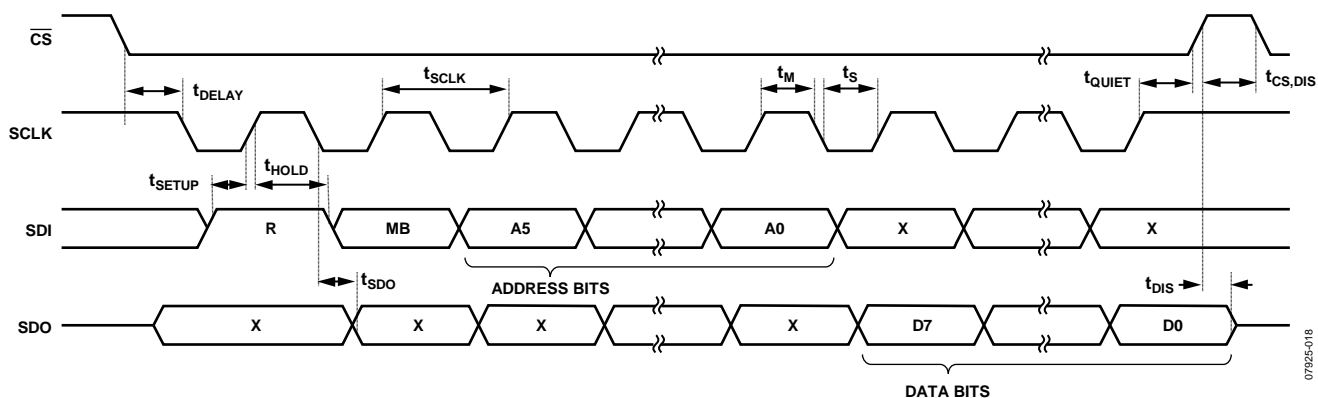 CS
tSCLK
tM
tS
tQUIET
tCS,DIS
tDELAY
SCLK
tSETUP
tHOLD
SDI
R
MB
A5
A0
X
X
tSDO
ADDRESS BITS
tDIS
SDO
X
X
X
X
D7
D0
DATA BITS
07925-018